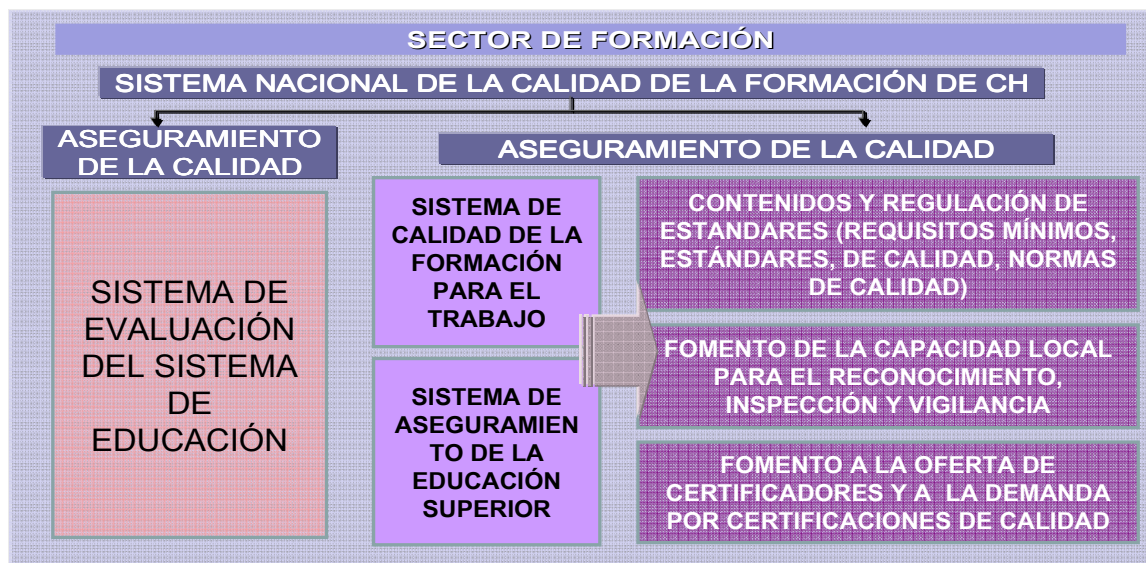 SECTOR DE FORMACIÓN
SISTEMA NACIONAL DE LA CALIDAD DE LA FORMACIÓN DE CH
ASEGURAMIENTO
DE LA CALIDAD
ASEGURAMIENTO DE LA CALIDAD
SISTEMA DE
EVALUACIÓN
DEL SISTEMA
DE
EDUCACIÓN
SISTEMA DE
CALIDAD DE LA
FORMACIÓN
PARA EL
TRABAJO
SISTEMA DE
ASEGURAMIEN
TO DE LA
EDUCACIÓN
SUPERIOR
CONTENIDOS Y REGULACIÓN DE
ESTANDARES (REQUISITOS MÍNIMOS,
ESTÁNDARES, DE CALIDAD, NORMAS
DE CALIDAD)
FOMENTO DE LA CAPACIDAD LOCAL
PARA EL RECONOCIMIENTO,
INSPECCIÓN Y VIGILANCIA
FOMENTO A LA OFERTA DE
CERTIFICADORES Y A LA DEMANDA
POR CERTIFICACIONES DE CALIDAD